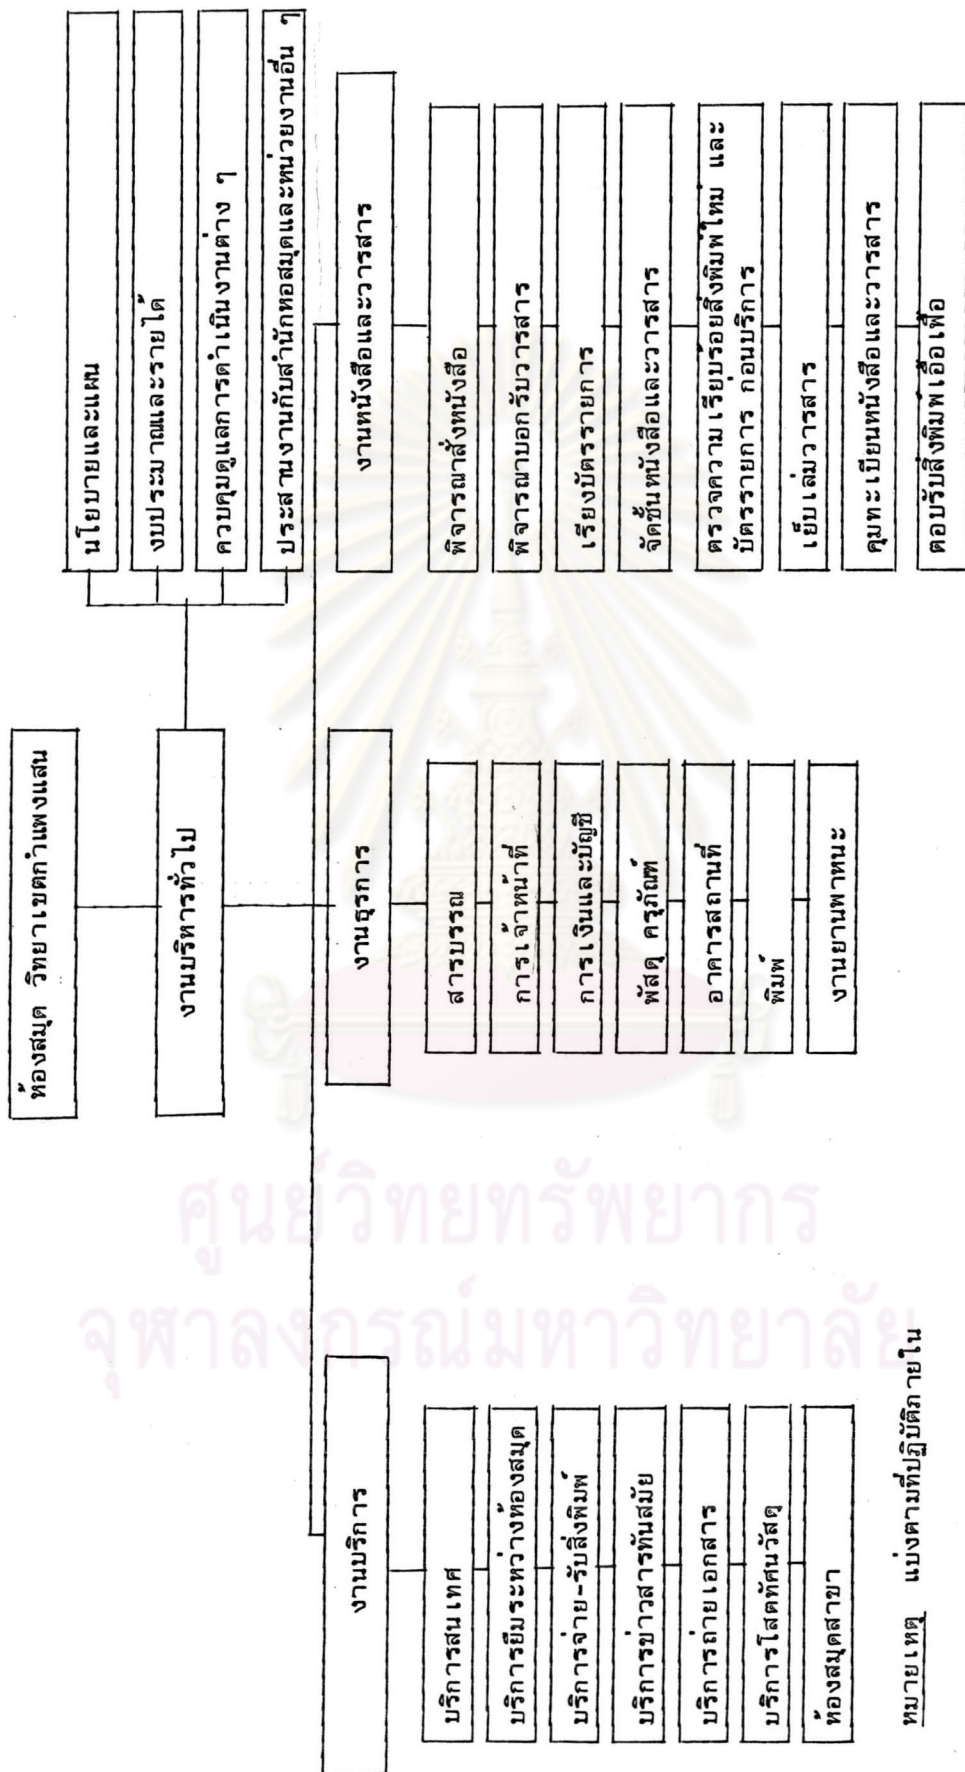 ห้องสมุด วิทยาเขตกำแพงแสน
งานบริหารทั่วไป
นโยบายและแผน
งบประมาณและรายได้
ควบคุมดูแลการดำเนินงานต่าง ๆ
ประสานงานกับสำนักหอสมุดและหน่วยงานอื่น ๆ
งานบริการ
บริการสนเทศ
บริการยืมระหว่างห้องสมุด
บริการจ่าย-รับสิ่งพิมพ์
บริการข่าวสารทันสมัย
บริการถ่ายเอกสาร
บริการโสตทัศนวัสดุ
ห้องสมุดสาขา
งานธุรการ
สารบรรณ
การเจ้าหน้าที่
การเงินและบัญชี
พัสดุ ครุภัณฑ์
อาคารสถานที่
พิมพ์
งานยานพาหนะ
งานหนังสือและวารสาร
พิจารณาสั่งหนังสือ
พิจารณาบอกรับวารสาร
เรียงบัตรรายการ
จัดชั้นหนังสือและวารสาร
ตรวจความเรียบร้อยสิ่งพิมพ์ใหม่ และ
บัตรรายการ ก่อนบริการ
เย็บเล่มวารสาร
คุมทะเบียนหนังสือและวารสาร
ตอบรับสิ่งพิมพ์เอื้อเฟื้อ
หมายเหตุ แบ่งตามที่ปฏิบัติภายใน
ศูนย์วิทยทรัพยากร
จุฬาลงกรณ์มหาวิทยาลัย